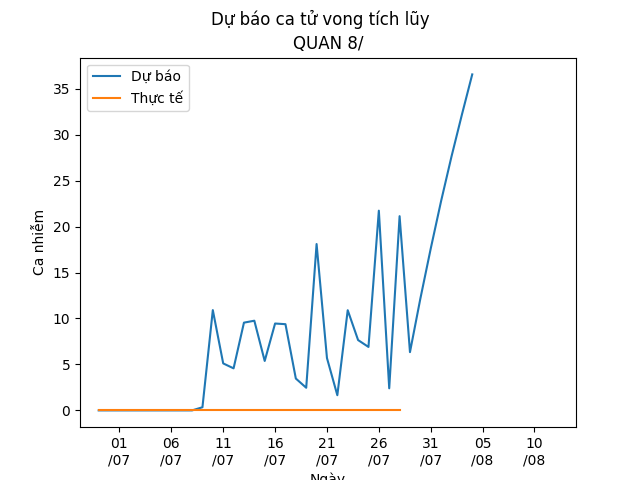 Dự báo ca tử vong tích lũy
QUAN 8/
Dự báo
Thực tế
Ca nhiễm
35
30
25
20
15
10
5
0
01 06 11 16 21 26 31 05 10
/07 /07 /07 /07 /07 /07 /07 /08 /08
Ngày